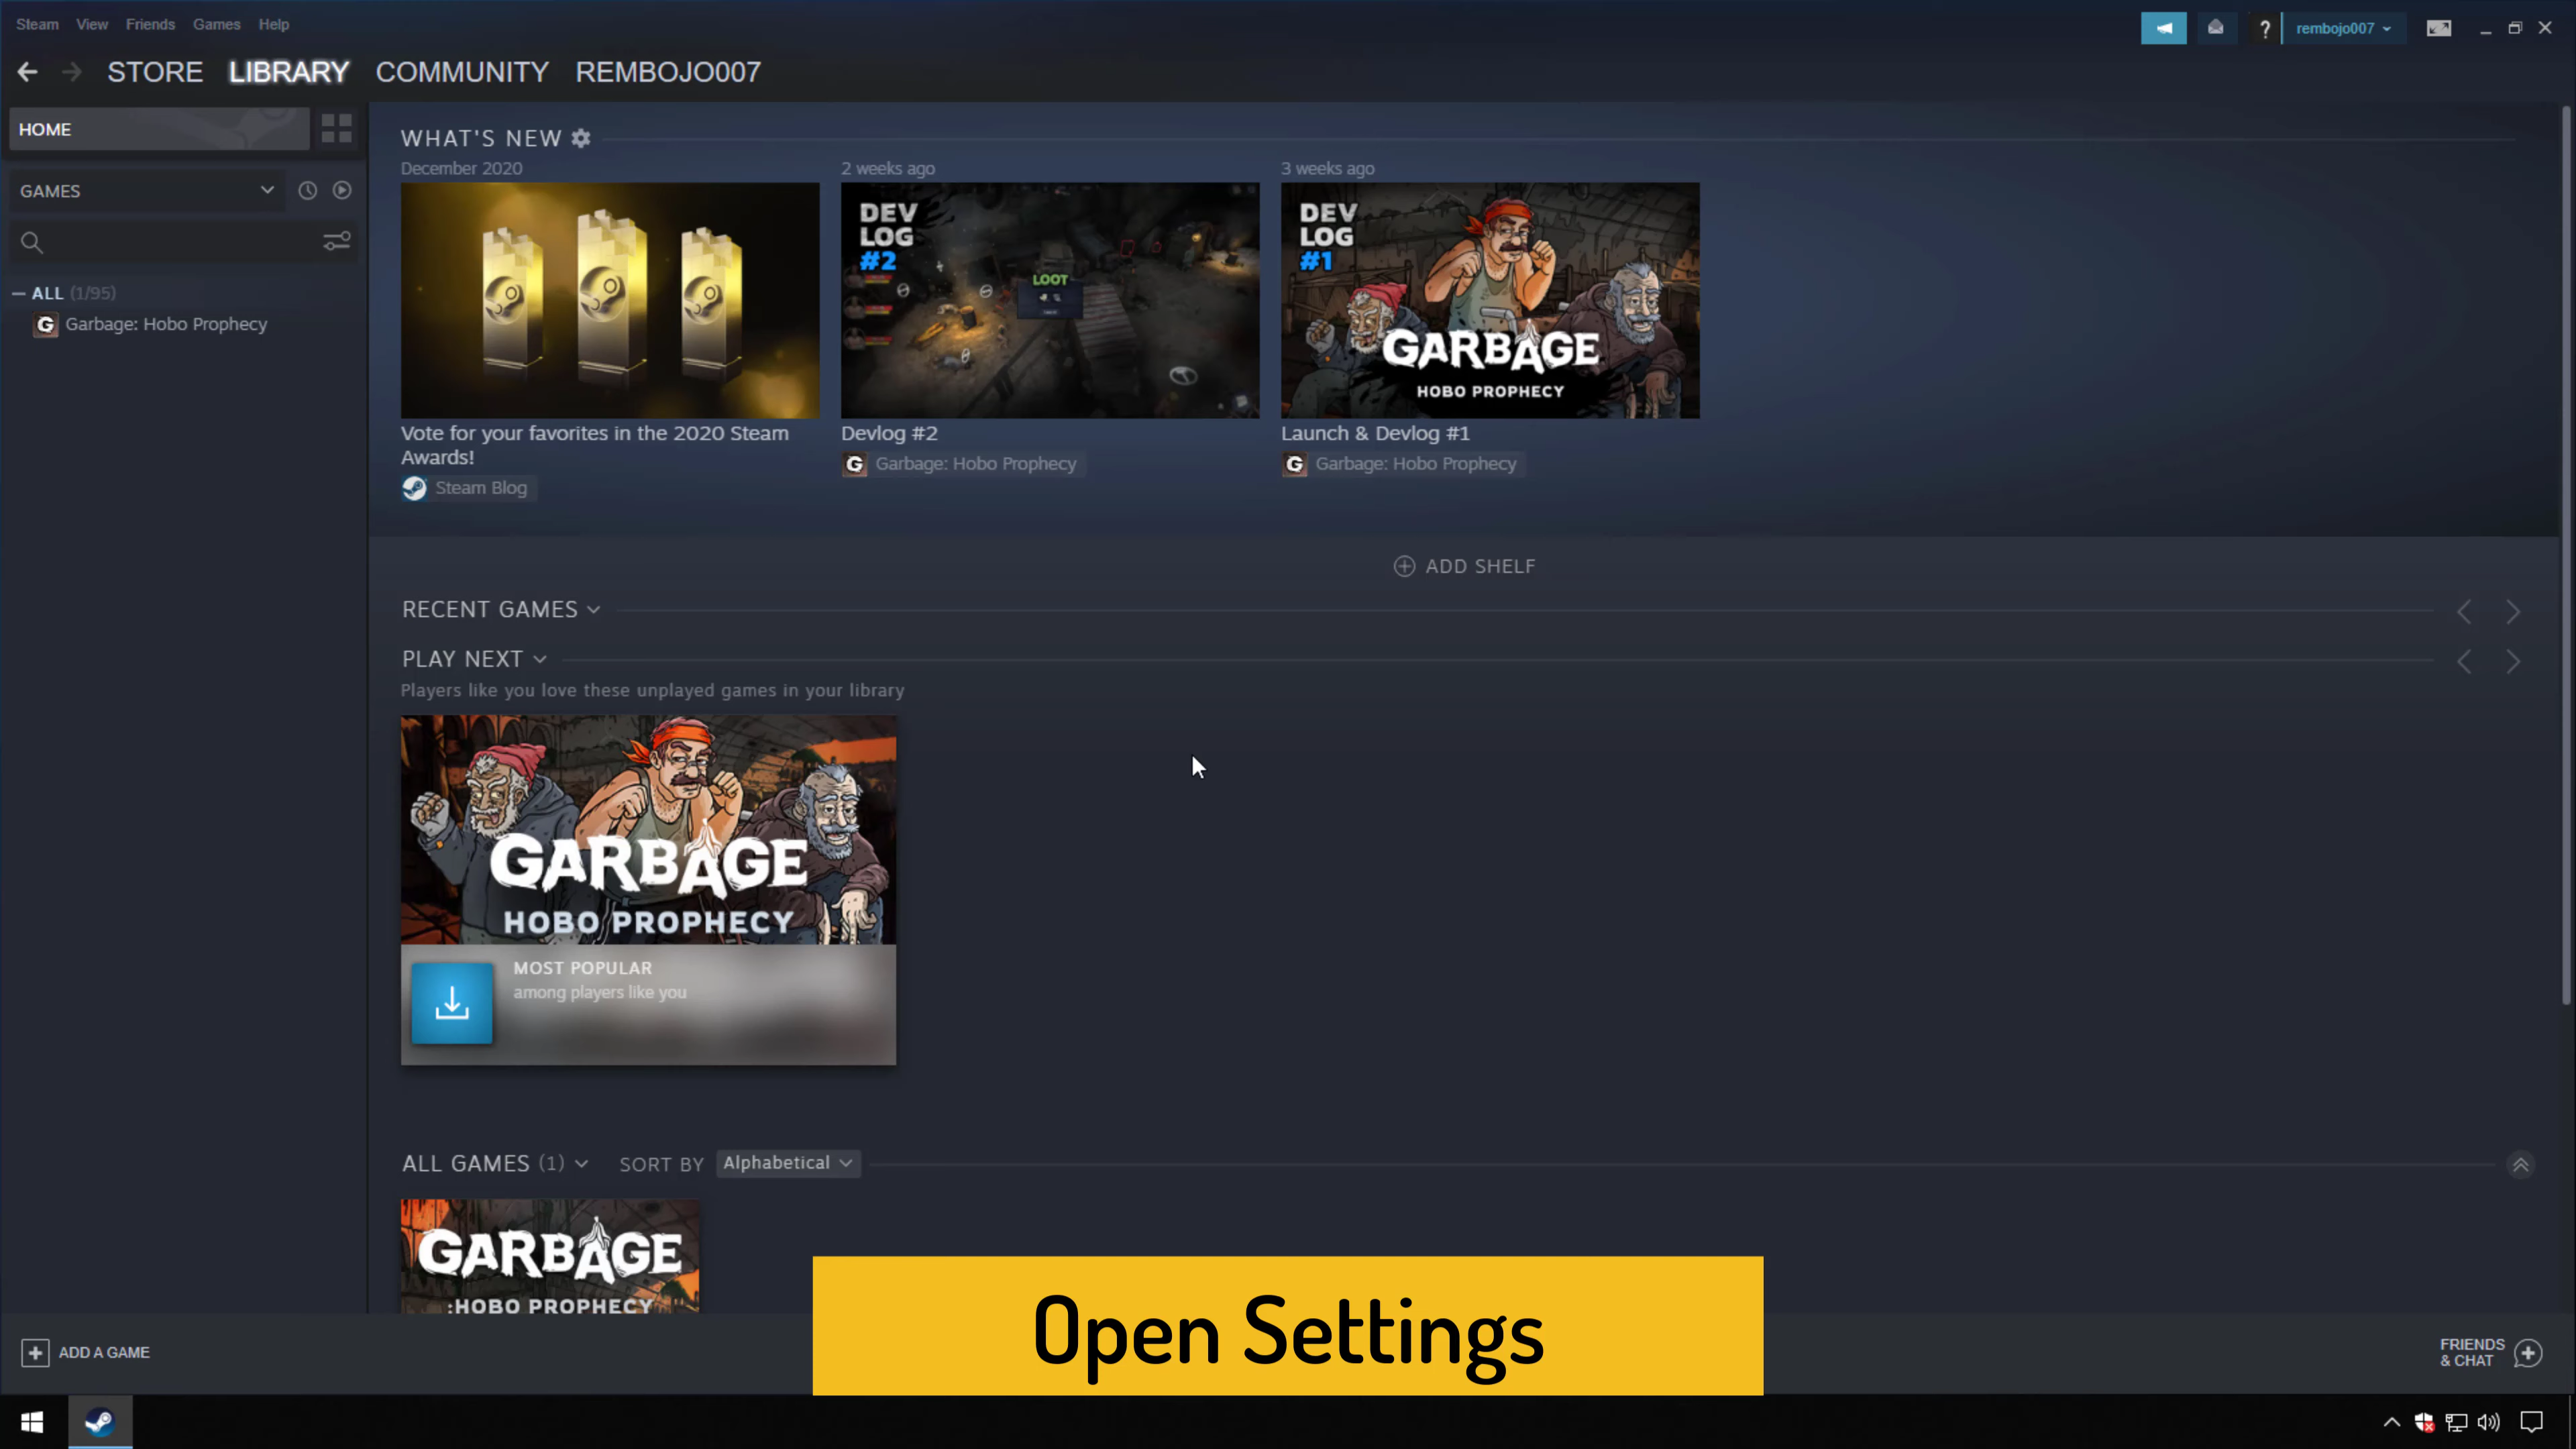 Steam View Friends Games Help
? rembojo007
STORE LIBRARY COMMUNITY REMBOJO007
HOME
GAMES
ALL (1/95)
Garbage: Hobo Prophecy
WHAT'S NEW
December 2020
Vote for your favorites in the 2020 Steam
Awards!
Steam Blog
2 weeks ago
DEV
LOG
#2
LOOT
Devlog #2
Garbage: Hobo Prophecy
3 weeks ago
DEV
LOG
#1
GARBAGE
HOBO PROPHECY
Launch & Devlog #1
Garbage: Hobo Prophecy
ADD SHELF
RECENT GAMES
PLAY NEXT
Players like you love these unplayed games in your library
GARBAGE
HOBO PROPHECY
MOST POPULAR
among players like you
ALL GAMES (1) SORT BY Alphabetical
GARBAGE
:HOBO PROPHECY
Open Settings
ADD A GAME
FRIENDS
& CHAT